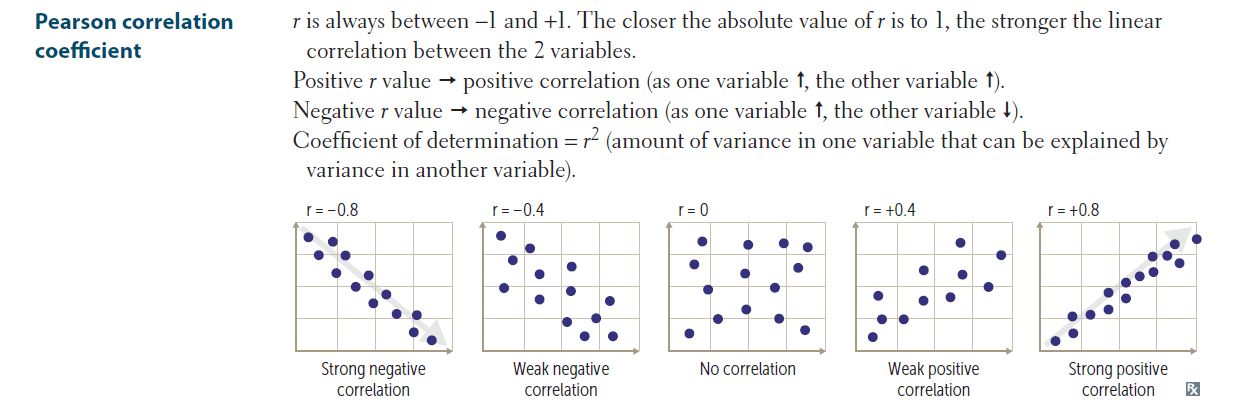 Pearson correlation
coefficient
r is always between –1 and +1. The closer the absolute value of r is to 1, the stronger the linear
correlation between the 2 variables.
Positive r value → positive correlation (as one variable ↑, the other variable ↑).
Negative r value → negative correlation (as one variable ↑, the other variable ↓).
Coefficient of determination = r² (amount of variance in one variable that can be explained by
variance in another variable).
r = –0.8
r = –0.4
r = 0
r = +0.4
r = +0.8
Strong negative
correlation
Weak negative
correlation
No correlation
Weak positive
correlation
Strong positive
correlation
Rx